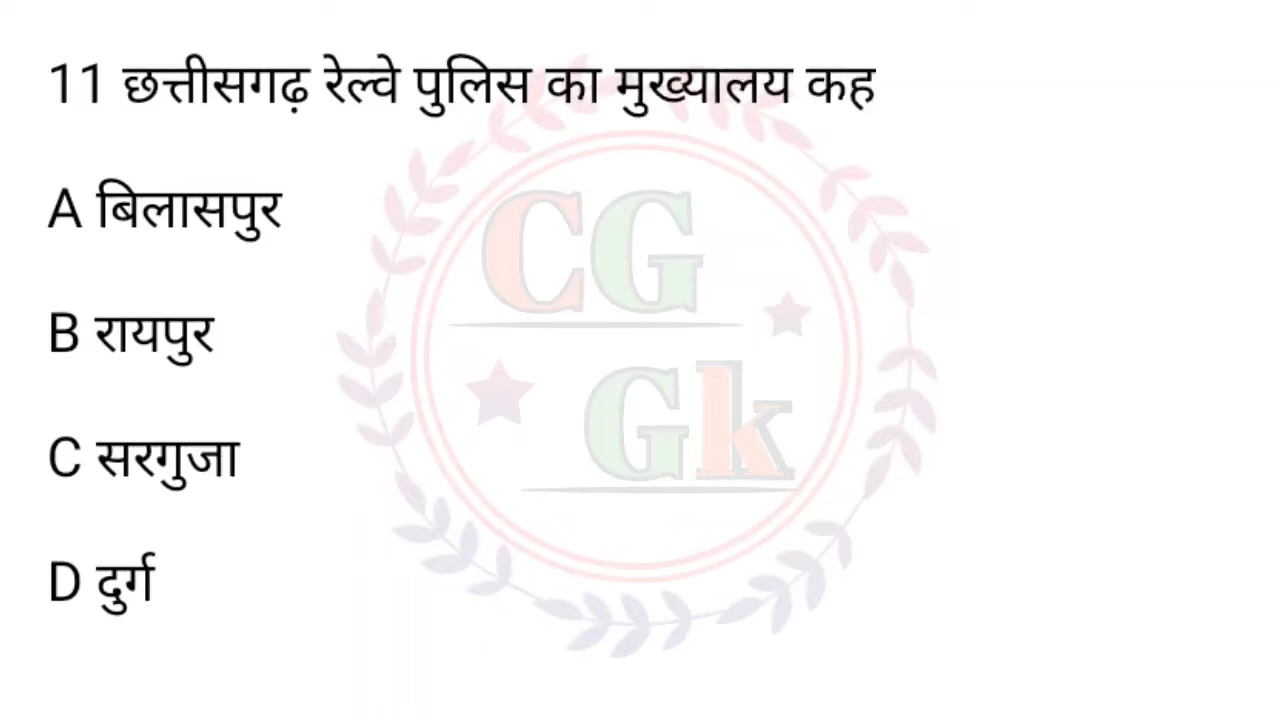 11 छत्तीसगढ़ रेल्वे पुलिस का मुख्यालय कह
A बिलासपुर
CG
B रायपुर
Gk
C सरगुजा
D दुर्ग